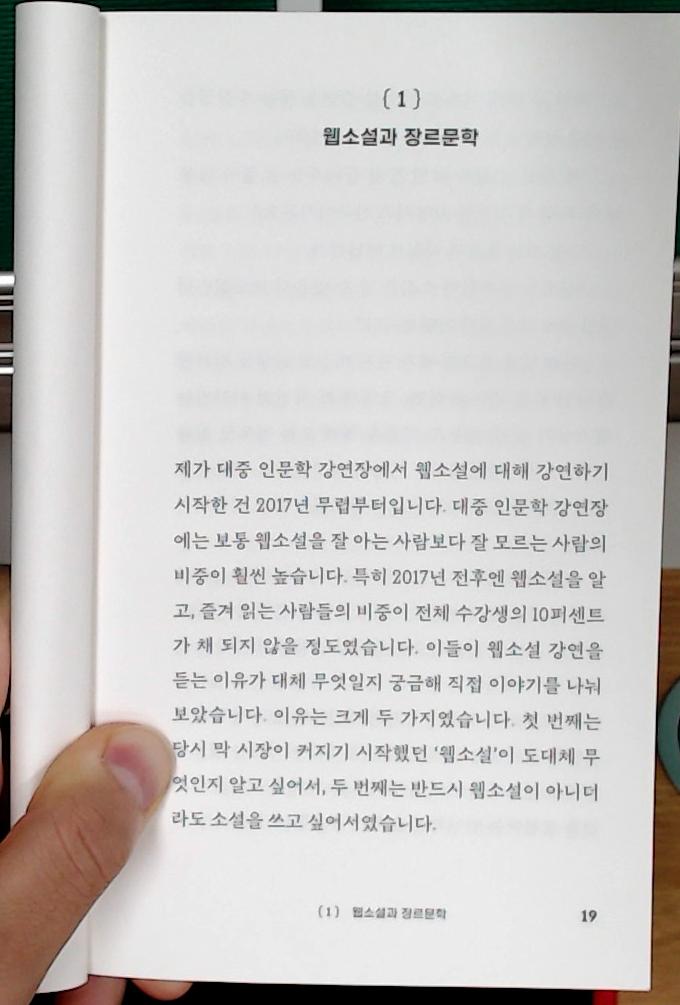 { 1 }
웹소설과 장르문학
제가 대중 인문학 강연장에서 웹소설에 대해 강연하기
시작한 건 2017년 무렵부터입니다. 대중 인문학 강연장
에는 보통 웹소설을 잘 아는 사람보다 잘 모르는 사람의
비중이 훨씬 높습니다. 특히 2017년 전후엔 웹소설을 알
고, 즐겨 읽는 사람들의 비중이 전체 수강생의 10퍼센트
가 채 되지 않을 정도였습니다. 이들이 웹소설 강연을
듣는 이유가 대체 무엇일지 궁금해 직접 이야기를 나눠
보았습니다. 이유는 크게 두 가지였습니다. 첫 번째는
당시 막 시장이 커지기 시작했던 ‘웹소설’이 도대체 무
엇인지 알고 싶어서, 두 번째는 반드시 웹소설이 아니더
라도 소설을 쓰고 싶어서였습니다.
{ 1 } 웹소설과 장르문학 19